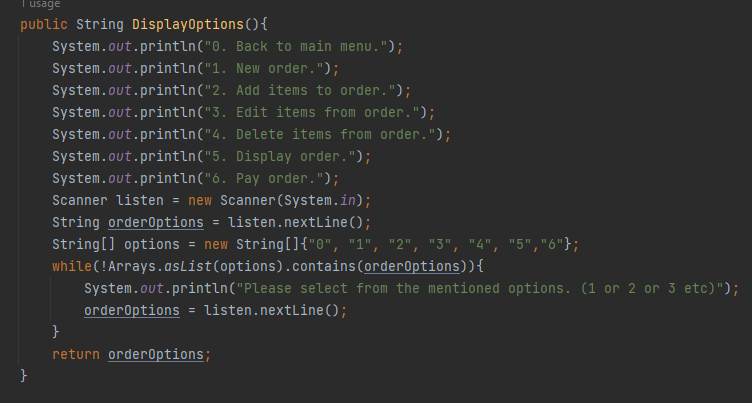 1 usage
public String DisplayOptions(){
System.out.println("0. Back to main menu.");
System.out.println("1. New order.");
System.out.println("2. Add items to order.");
System.out.println("3. Edit items from order.");
System.out.println("4. Delete items from order.");
System.out.println("5. Display order.");
System.out.println("6. Pay order.");
Scanner listen = new Scanner(System.in);
String orderOptions = listen.nextLine();
String[] options = new String[]{"0", "1", "2", "3", "4", "5","6"};
while(!Arrays.asList(options).contains(orderOptions)){
System.out.println("Please select from the mentioned options. (1 or 2 or 3 etc)");
orderOptions = listen.nextLine();
}
return orderOptions;
}